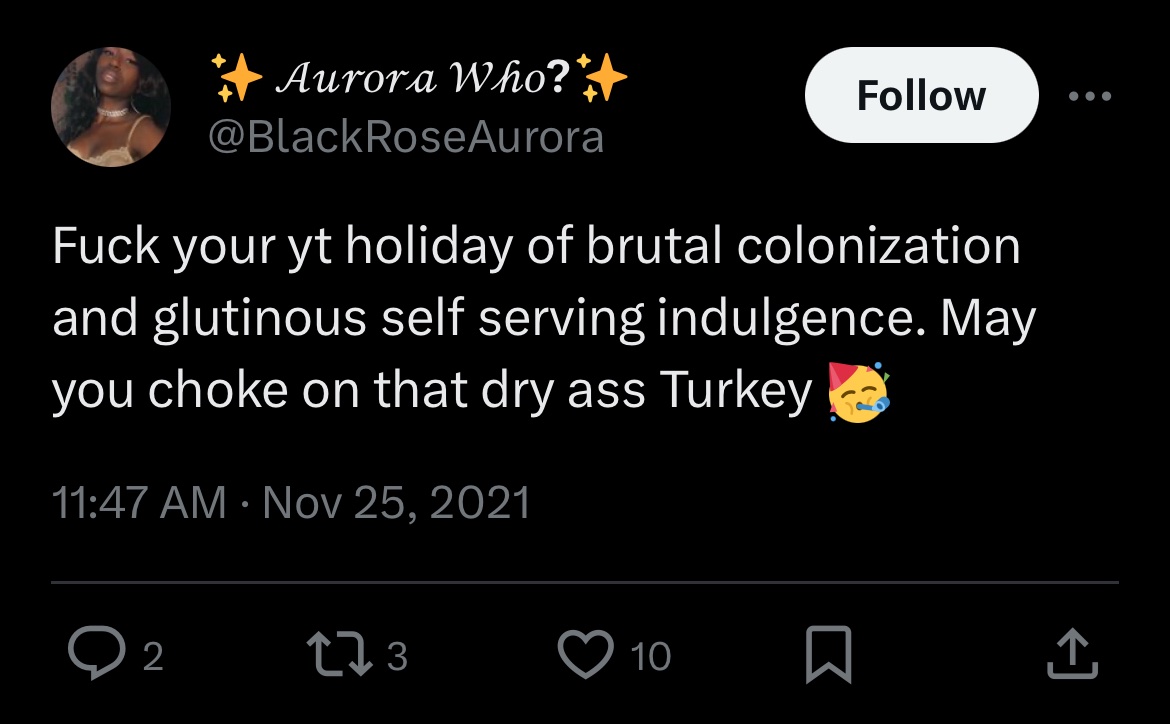 ✨ Aurora Who?✨
Follow
@BlackRoseAurora
Fuck your yt holiday of brutal colonization
and glutinous self serving indulgence. May
you choke on that dry ass Turkey 🥳
11:47 AM · Nov 25, 2021
2
3
10